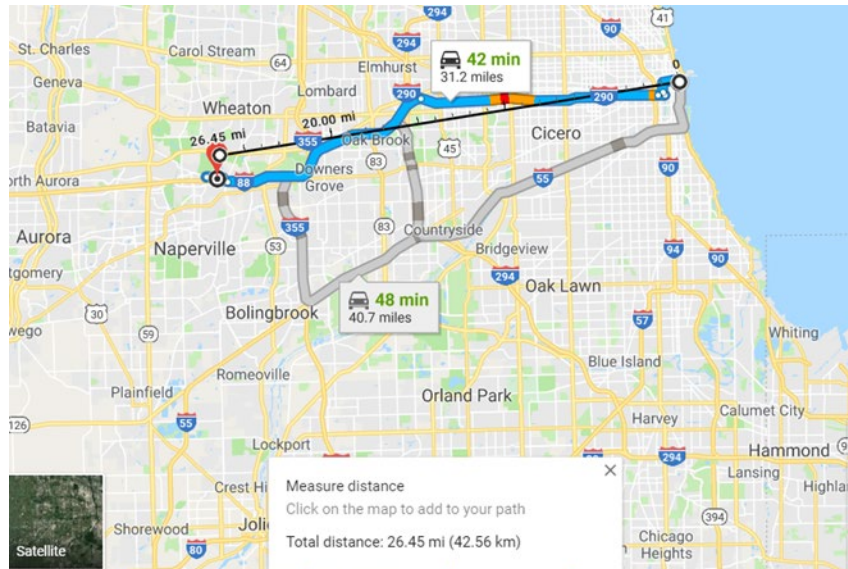 41
St. Charles
Carol Stream
294
90
294
64
Elmhurst
42 min
31.2 miles
0
Geneva
Lombard
290
Wheaton
290
Batavia
26.45 mi
20.00 mi
355
Oak Brook
Cicero
45
83
orth Aurora
88
Downers
Grove
55
90
Aurora
355
83
Countryside
Naperville
53
Bridgeview
94
294
90
ntgomery
48 min
40.7 miles
Oak Lawn
30
Bolingbrook
57
wego
59
Whiting
Romeoville
Blue Island
Plainfield
Orland Park
55
Calumet City
126
Harvey
Lockport
294
Hammond
Measure distance
Lansing
Click on the map to add to your path
Crest Hi
Highlan
Total distance: 26.45 mi (42.56 km)
394
Shorewood
Joli
Satellite
80
Chicago
Heights